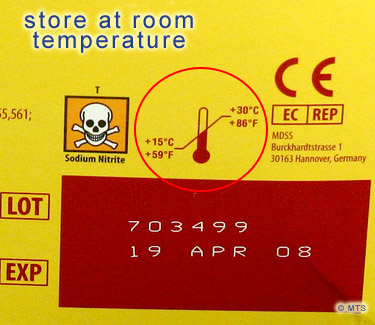 store at room
temperature
55,561;
T
Sodium Nitrite
+15°C
+59°F
+30°C
+86°F
CE
EC REP
MDSS
Burckhardtstrasse 1
30163 Hannover, Germany
LOT
703499
19 APR 08
EXP
© MTS